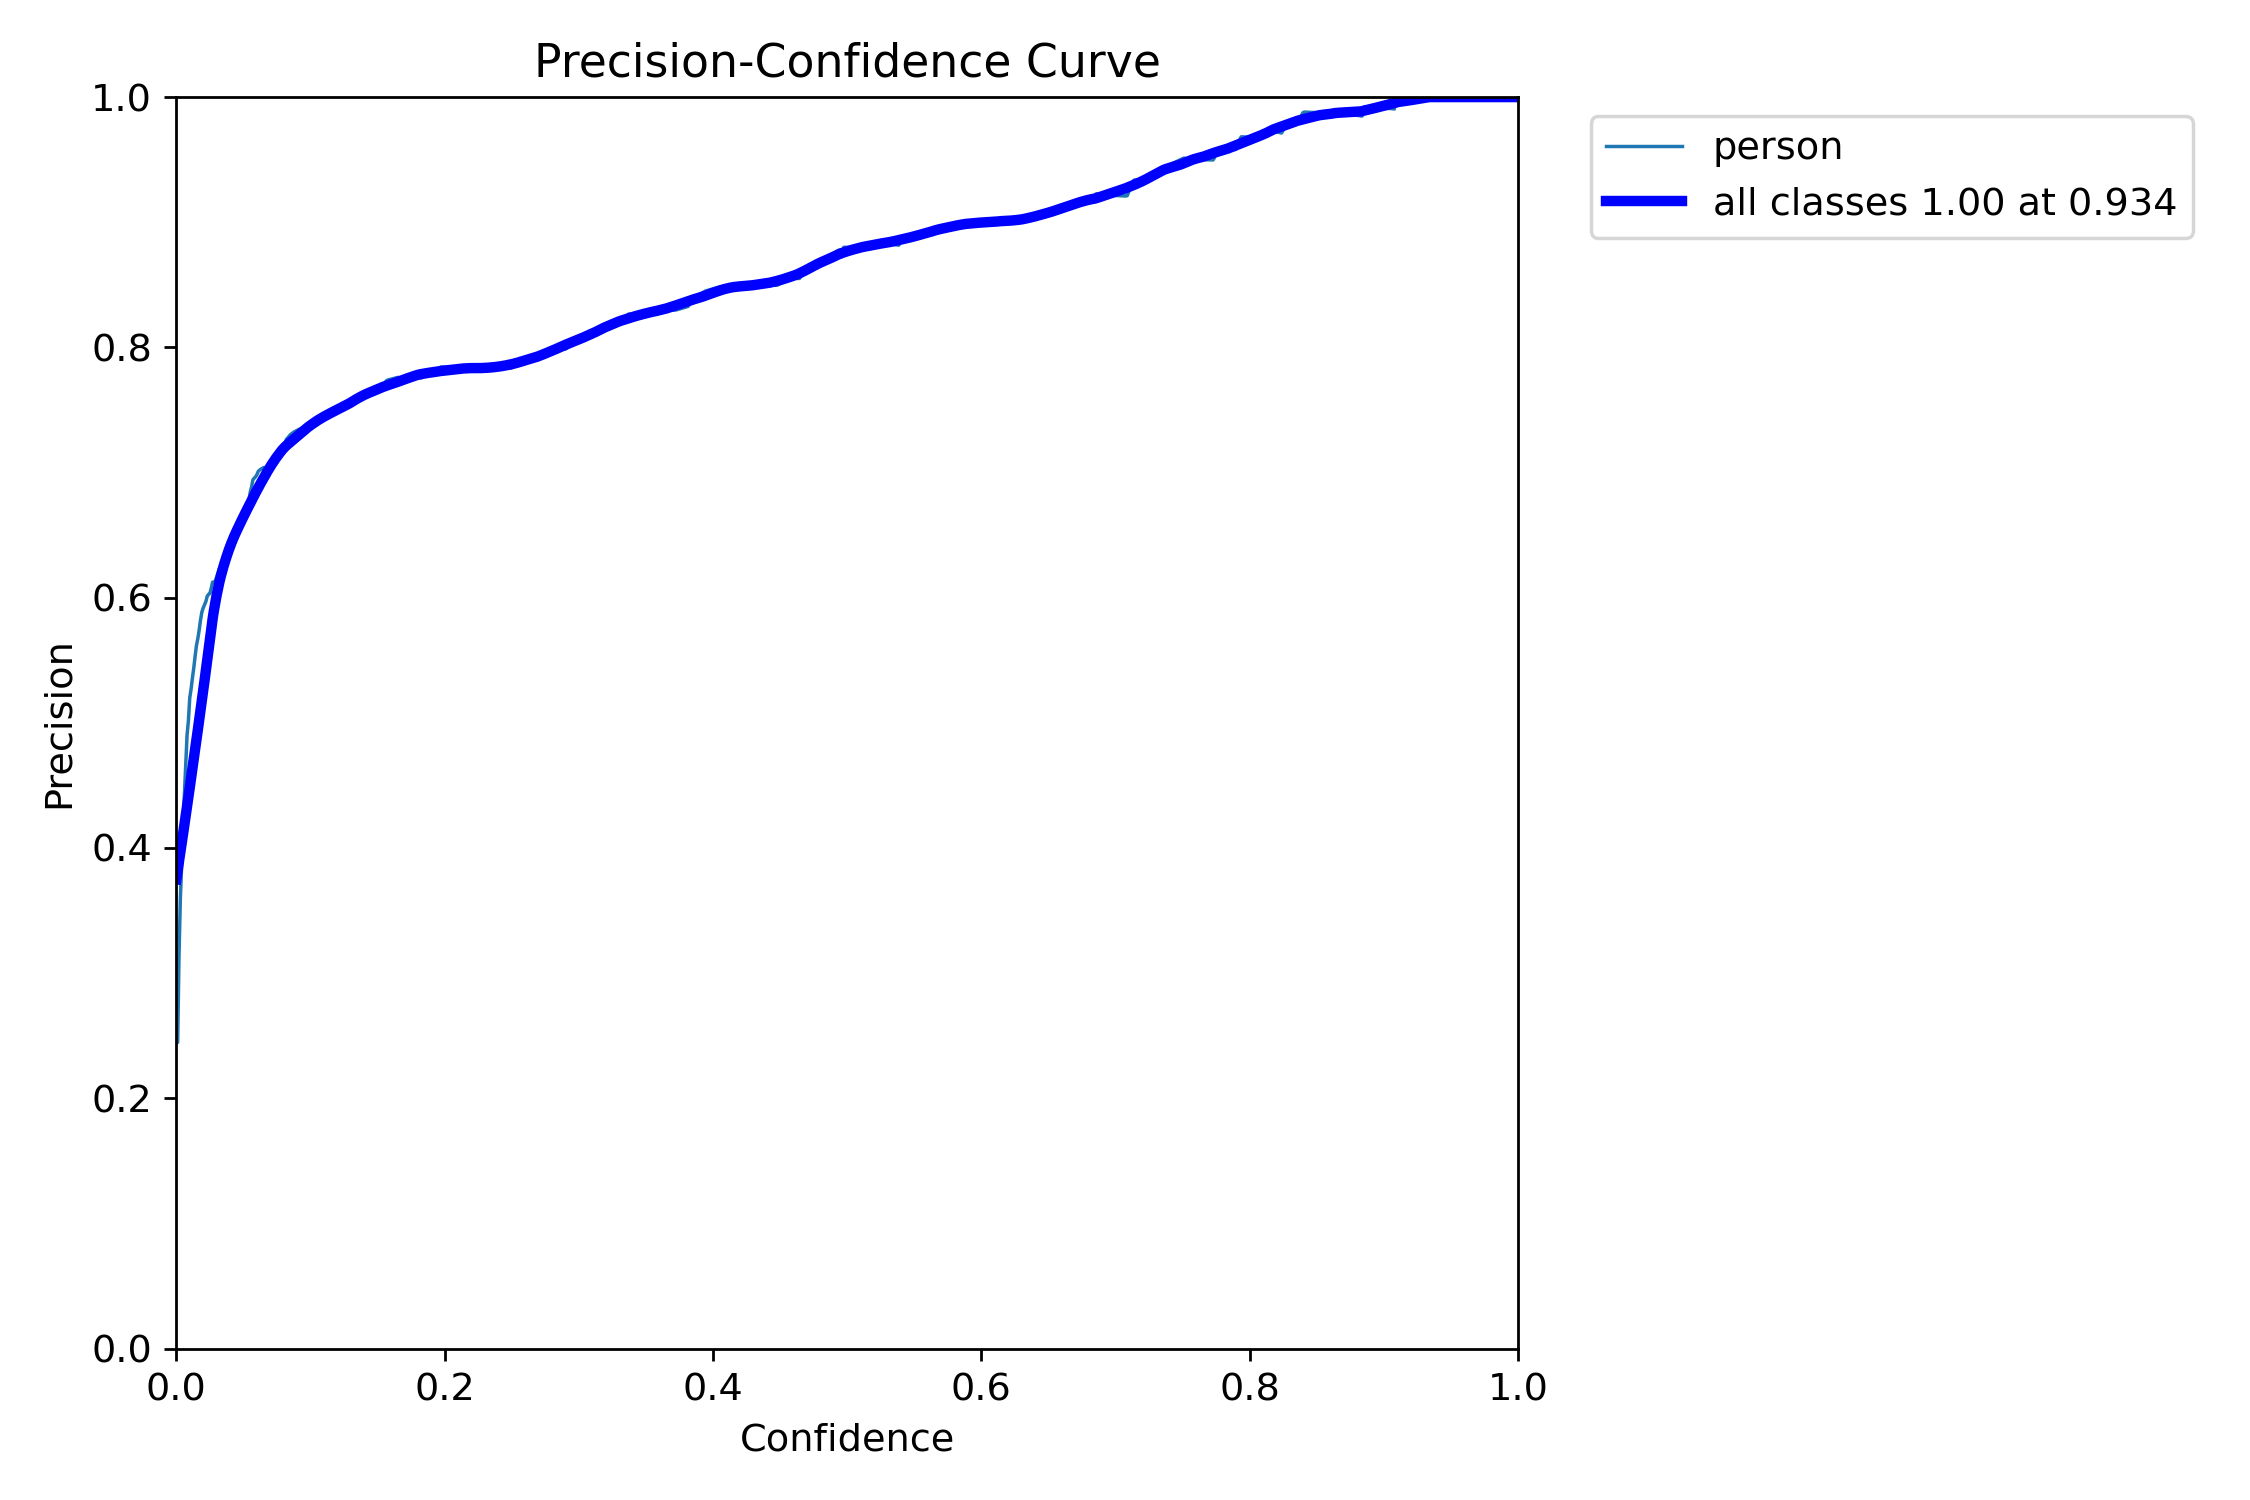 Precision-Confidence Curve
1.0
0.8
0.6
0.4
0.2
0.0
Precision
0.0 0.2 0.4 0.6 0.8 1.0
Confidence
person
all classes 1.00 at 0.934